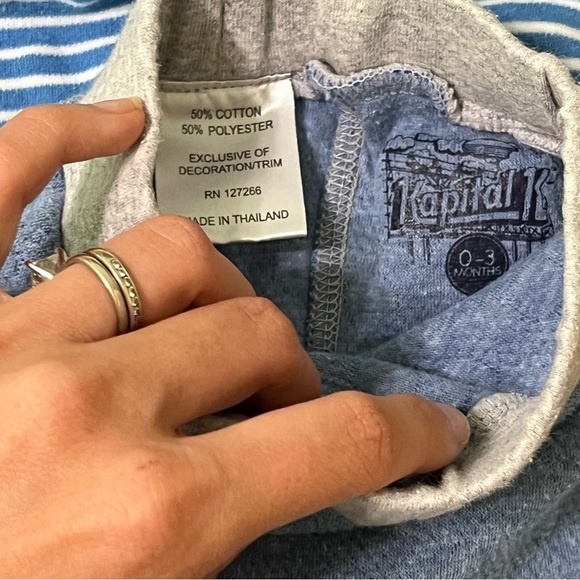 50% COTTON
50% POLYESTER
EXCLUSIVE OF
DECORATION/TRIM
RN 127266
MADE IN THAILAND
Kapital K
0-3
MONTHS